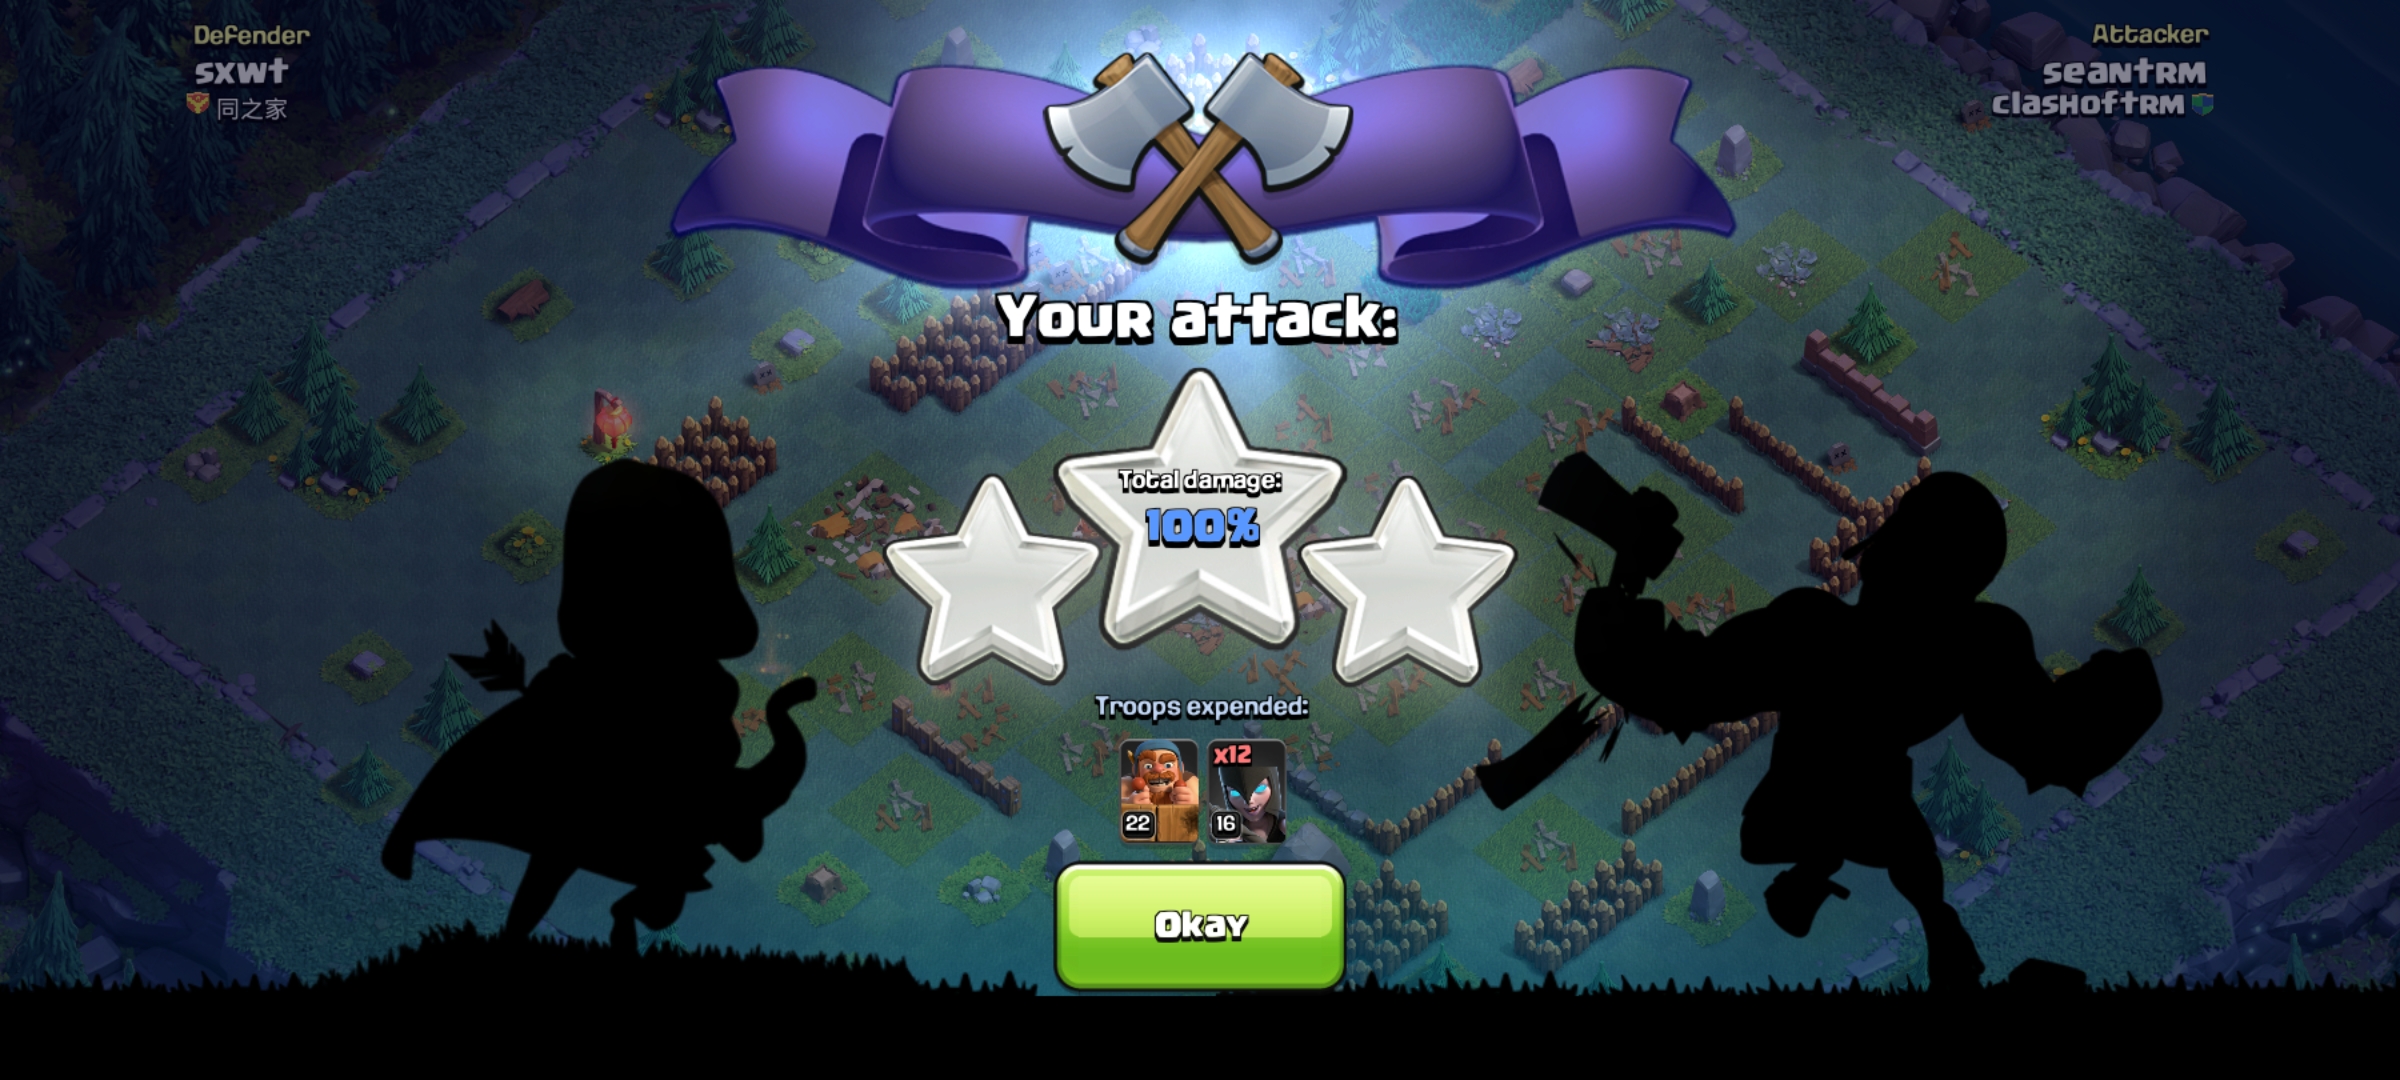 Defender
sxwt
同之家
Attacker
seantRM
clashoftRM
Your attack:
Total damage:
100%
Troops expended:
x12
22
16
Okay